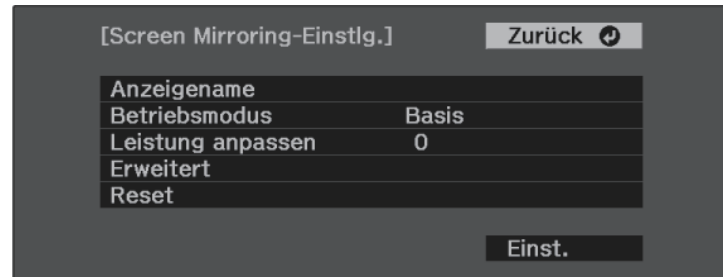 [Screen Mirroring-Einstlg.] Zurück
Anzeigename
Betriebsmodus Basis
Leistung anpassen 0
Erweitert
Reset
Einst.